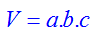 V = a.b.c